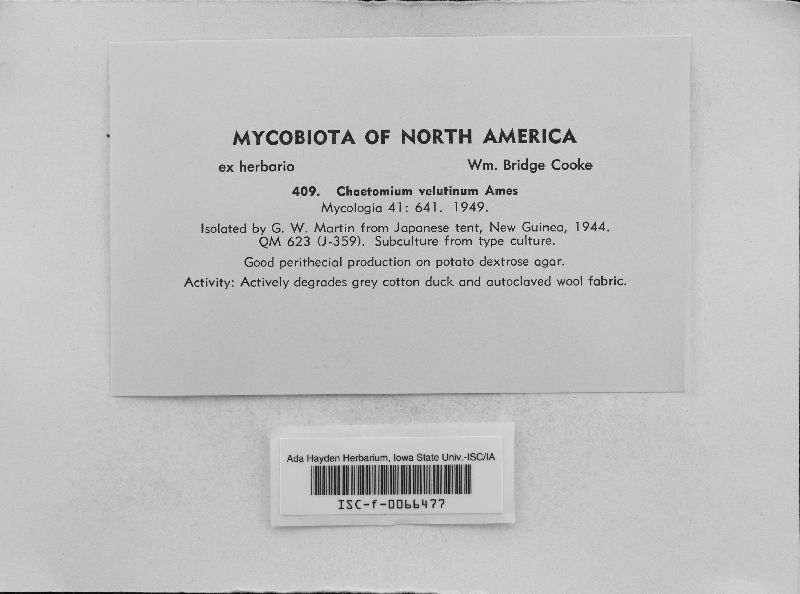 MYCOBIOTA OF NORTH AMERICA
ex herbario Wm. Bridge Cooke
409. Chaetomium velutinum Ames
Mycologia 41: 641. 1949.
Isolated by G. W. Martin from Japanese tent, New Guinea, 1944.
QM 623 (J-359). Subculture from type culture.
Good perithecial production on potato dextrose agar.
Activity: Actively degrades grey cotton duck and autoclaved wool fabric.
Ada Hayden Herbarium, Iowa State Univ.-ISC/IA
ISC-f-0066477